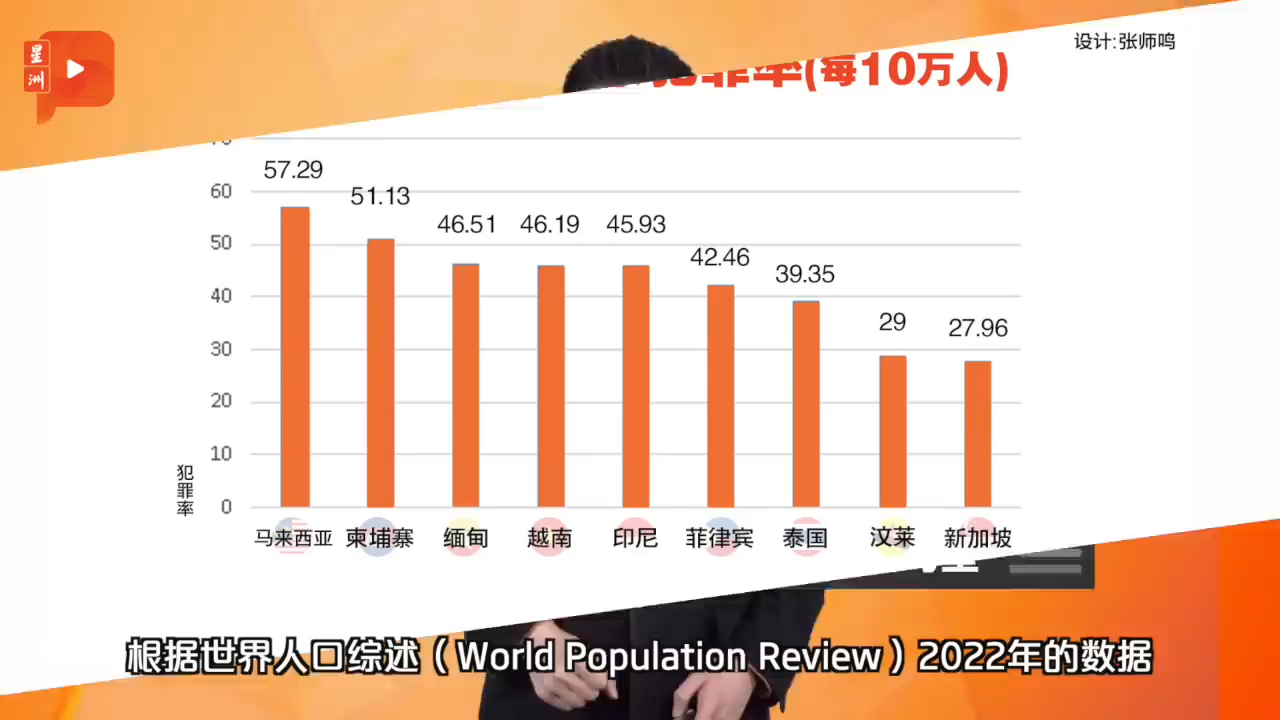 星洲
设计:张师鸣
犯罪率(每10万人)
70
60
50
40
30
20
10
0
57.29
51.13
46.51
46.19
45.93
42.46
39.35
29
27.96
犯罪率
马来西亚 柬埔寨 缅甸 越南 印尼 菲律宾 泰国 汶莱 新加坡
根据世界人口综述（World Population Review）2022年的数据